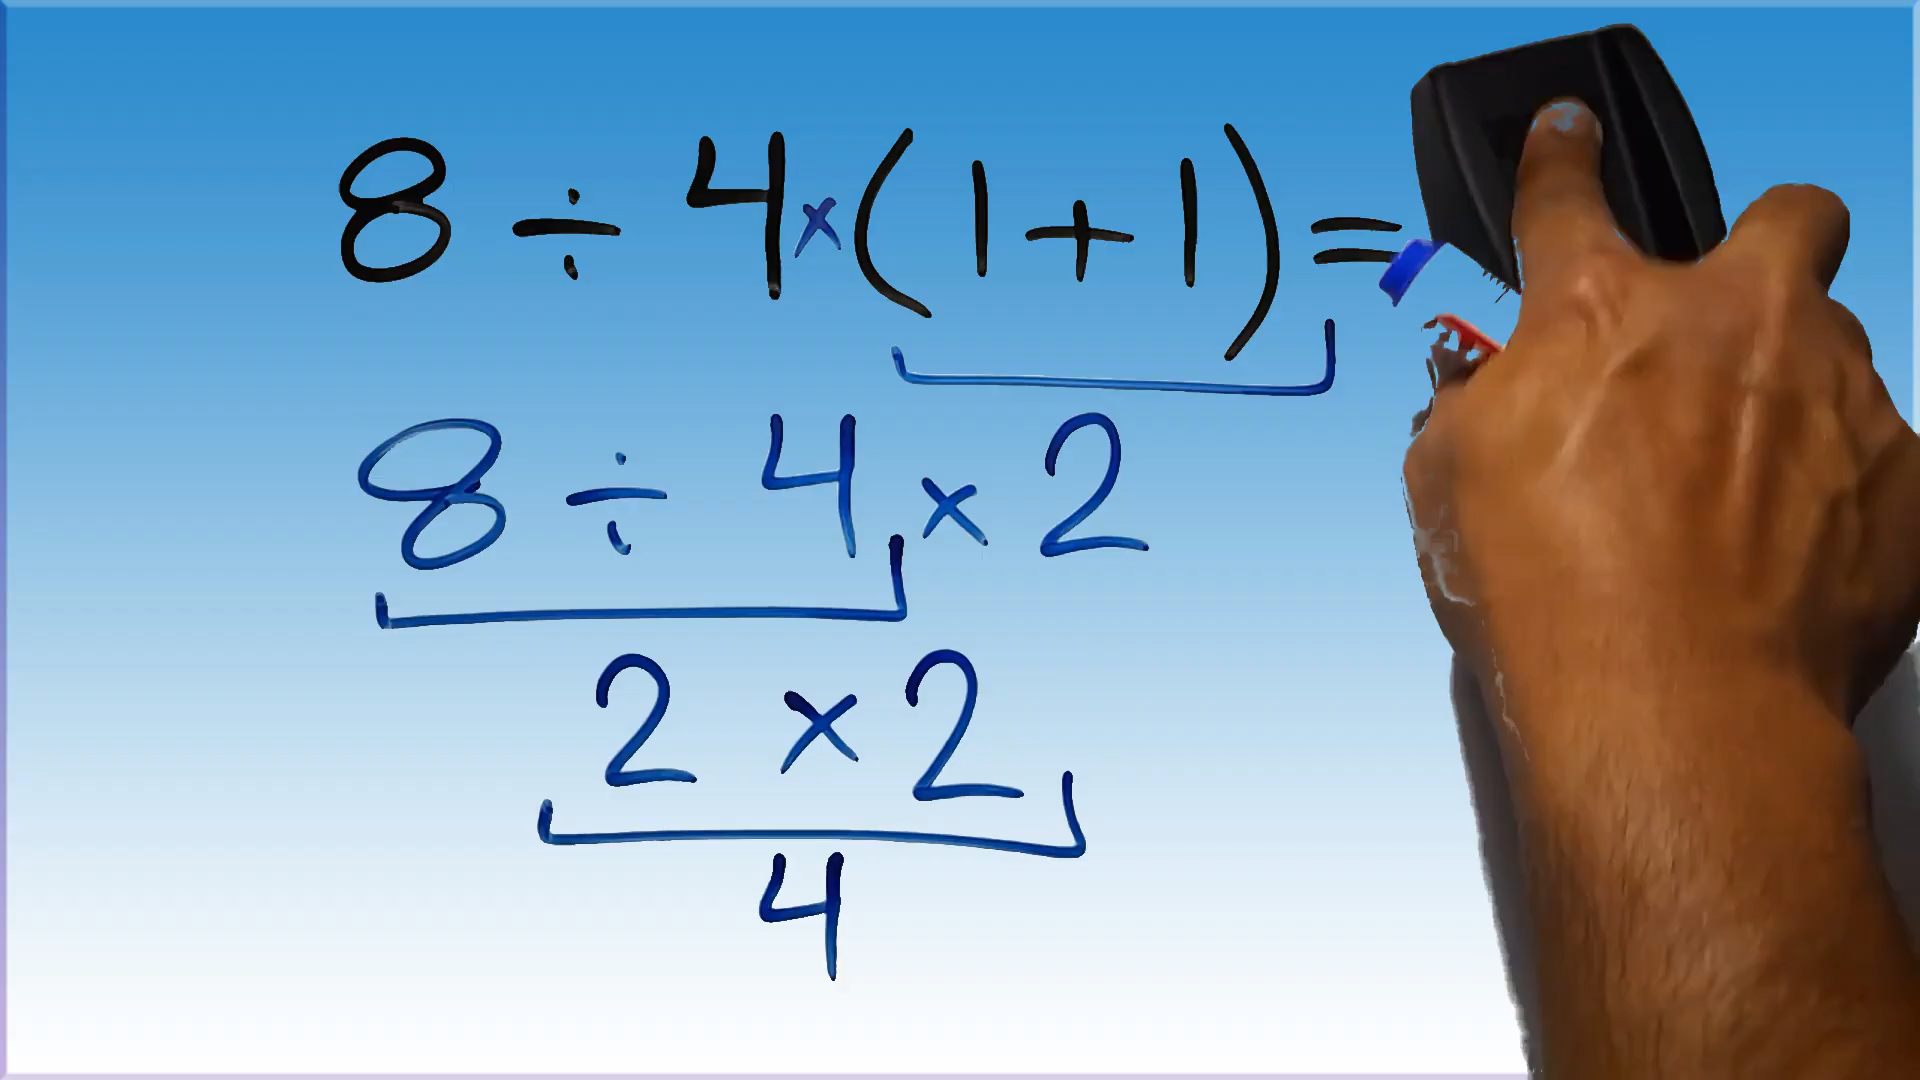 8 ÷ 4×(1+1)=
8 ÷ 4×2
2×2
4